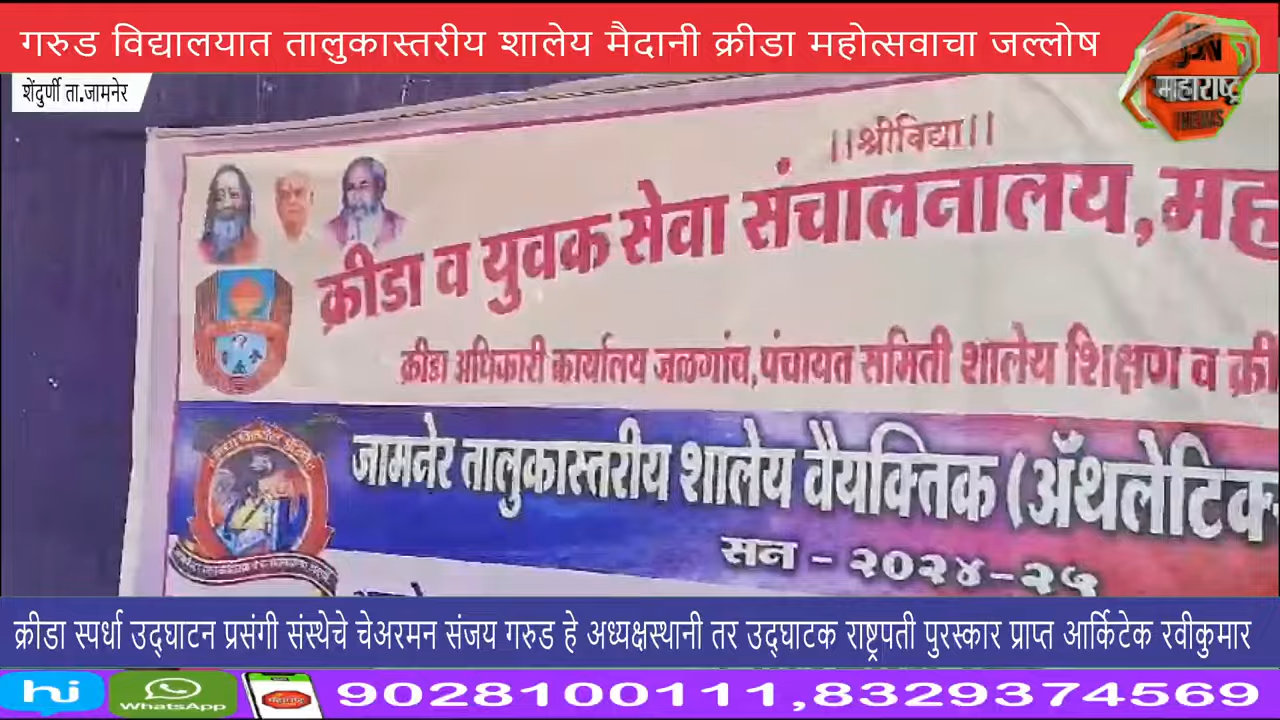 गरुड विद्यालयात तालुकास्तरीय शालेय मैदानी क्रीडा महोत्सवाचा जल्लोष
शेंदुर्णी ता.जामनेर
JBN
महाराष्ट्र
NEWS
।।श्रीविद्या।।
क्रीडा व युवक सेवा संचालनालय,मह
क्रीडा अधिकारी कार्यालय जळगांव,पंचायत समिती शालेय शिक्षण व क्री
जामनेर तालुकास्तरीय शालेय वैयक्तिक (ॲथलेटिक्
सन - २०२४-२५
क्रीडा स्पर्धा उद्घाटन प्रसंगी संस्थेचे चेअरमन संजय गरुड हे अध्यक्षस्थानी तर उद्घाटक राष्ट्रपती पुरस्कार प्राप्त आर्किटेक रवीकुमार
hi WhatsApp 9028100111,8329374569